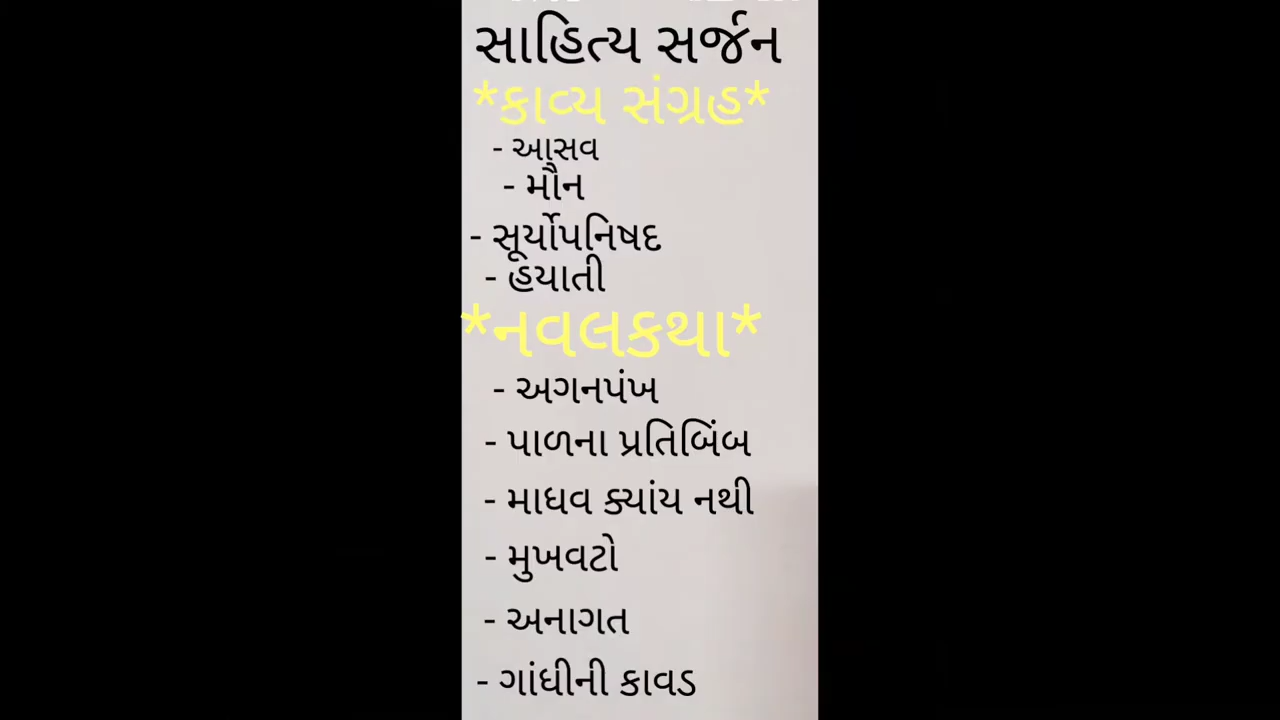 સાહિત્ય સર્જન
*કાવ્ય સંગ્રહ*
- આસવ
- મૌન
- સૂર્યોપનિષદ
- હયાતી
*નવલકથા*
- અગનપંખ
- પાળના પ્રતિબિંબ
- માધવ ક્યાંય નથી
- મુખવટો
- અનાગત
- ગાંધીની કાવડ